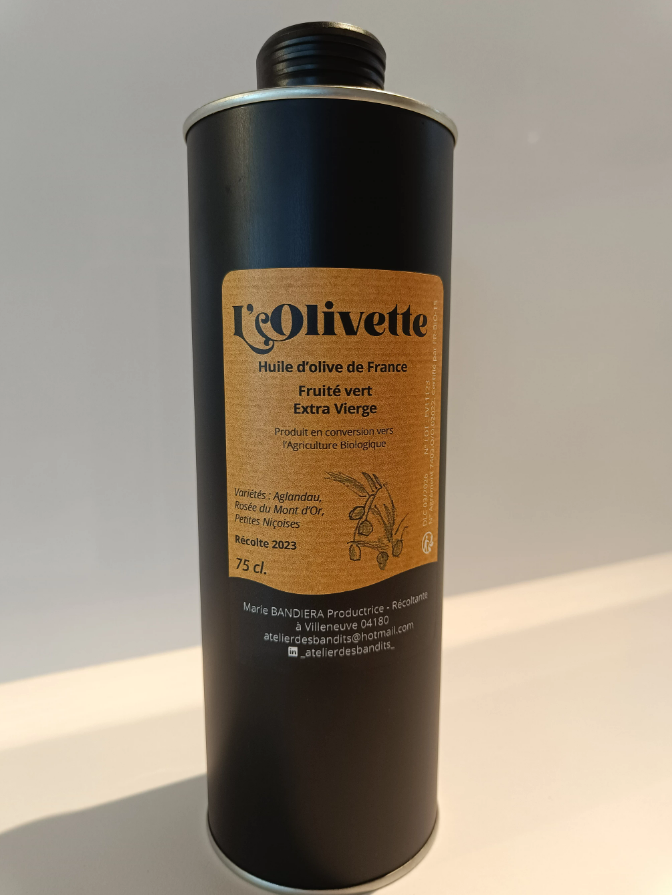 L'Olivette
Huile d'olive de France
Fruité vert
Extra Vierge
Produit en conversion vers
l'Agriculture Biologique
Variétés : Aglandau,
Rosée du Mont d'Or,
Petites Niçoises
Récolte 2023
75 cl.
Marie BANDIERA Productrice - Récoltante
à Villeneuve 04180
atelierdesbandits@hotmail.com
in _atelierdesbandits_